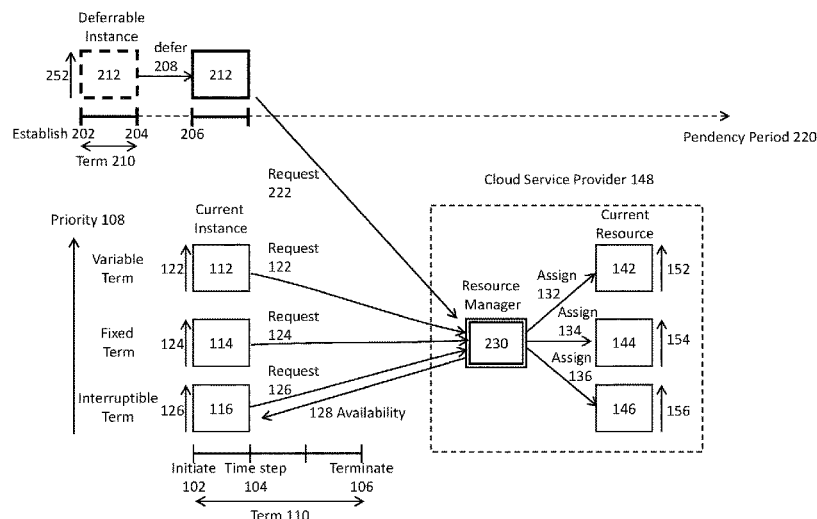 Deferrable
Instance
defer
208
252
212
212
Establish 202
204
206
Term 210
Pendency Period 220
Request
222
Cloud Service Provider 148
Priority 108
Current
Instance
Current
Resource
Variable
Term
122
112
Request
122
Resource
Manager
Assign
132
142
152
Fixed
Term
124
114
Request
124
230
Assign
134
144
154
Interruptible
Term
126
116
Request
126
128 Availability
Assign
136
146
156
Initiate
102
Time step
104
Terminate
106
Term 110